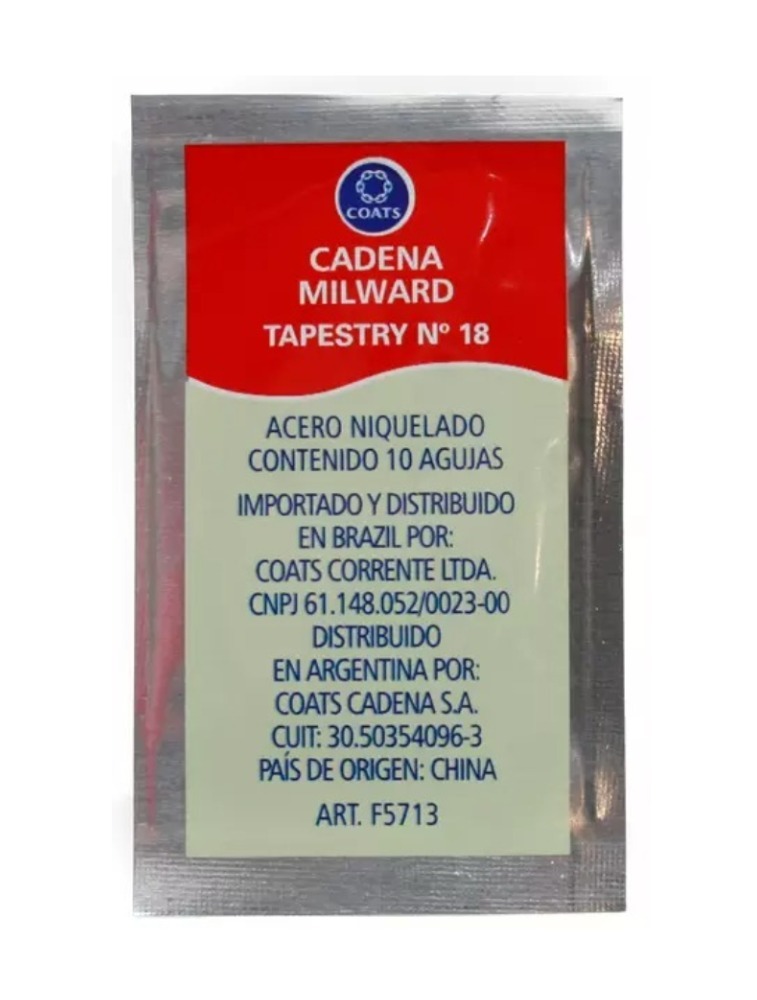 COATS
CADENA
MILWARD
TAPESTRY Nº 18
ACERO NIQUELADO
CONTENIDO 10 AGUJAS
IMPORTADO Y DISTRIBUIDO
EN BRAZIL POR:
COATS CORRENTE LTDA.
CNPJ 61.148.052/0023-00
DISTRIBUIDO
EN ARGENTINA POR:
COATS CADENA S.A.
CUIT: 30.50354096-3
PAÍS DE ORIGEN: CHINA
ART. F5713